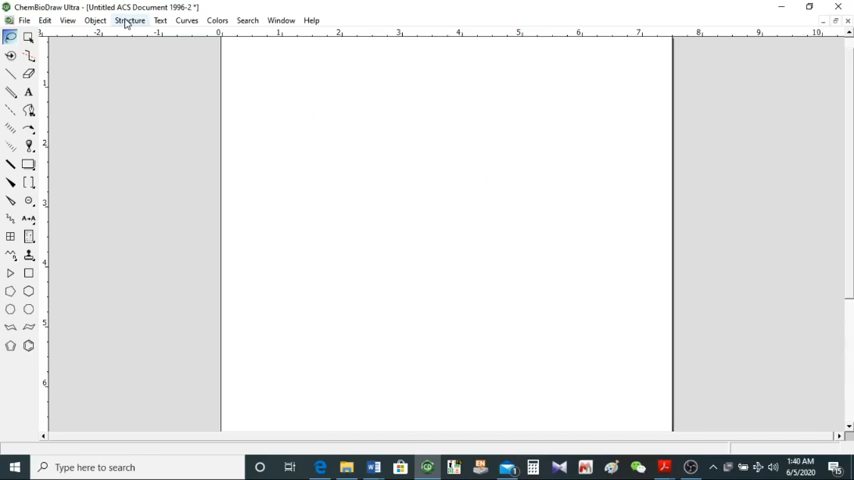 ChemBioDraw Ultra - [Untitled ACS Document 1996-2 *]
File Edit View Object Structure Text Curves Colors Search Window Help
-2 -1 0 1 2 3 4 5 6 7 8 9 10
1
2
3
4
5
6
A
A→A
Type here to search
1:40 AM
6/5/2020